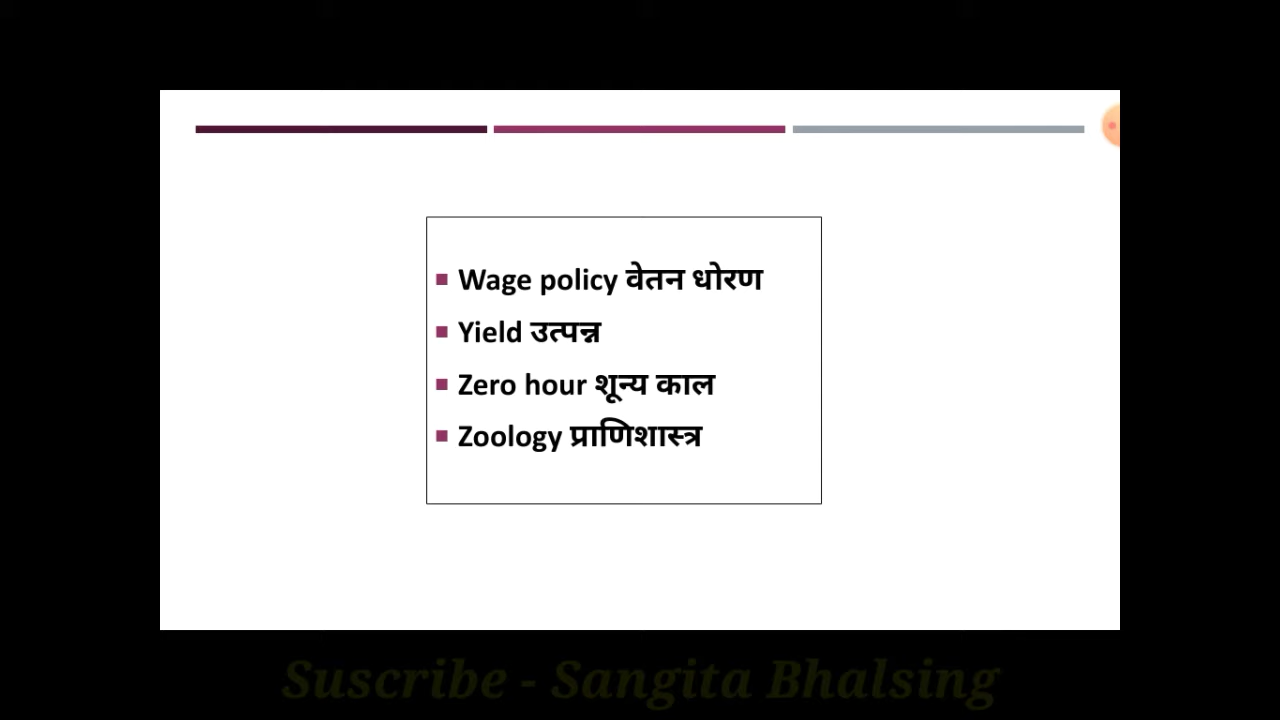 Wage policy वेतन धोरण
Yield उत्पन्न
Zero hour शून्य काल
Zoology प्राणिशास्त्र
Suscribe - Sangita Bhalsing